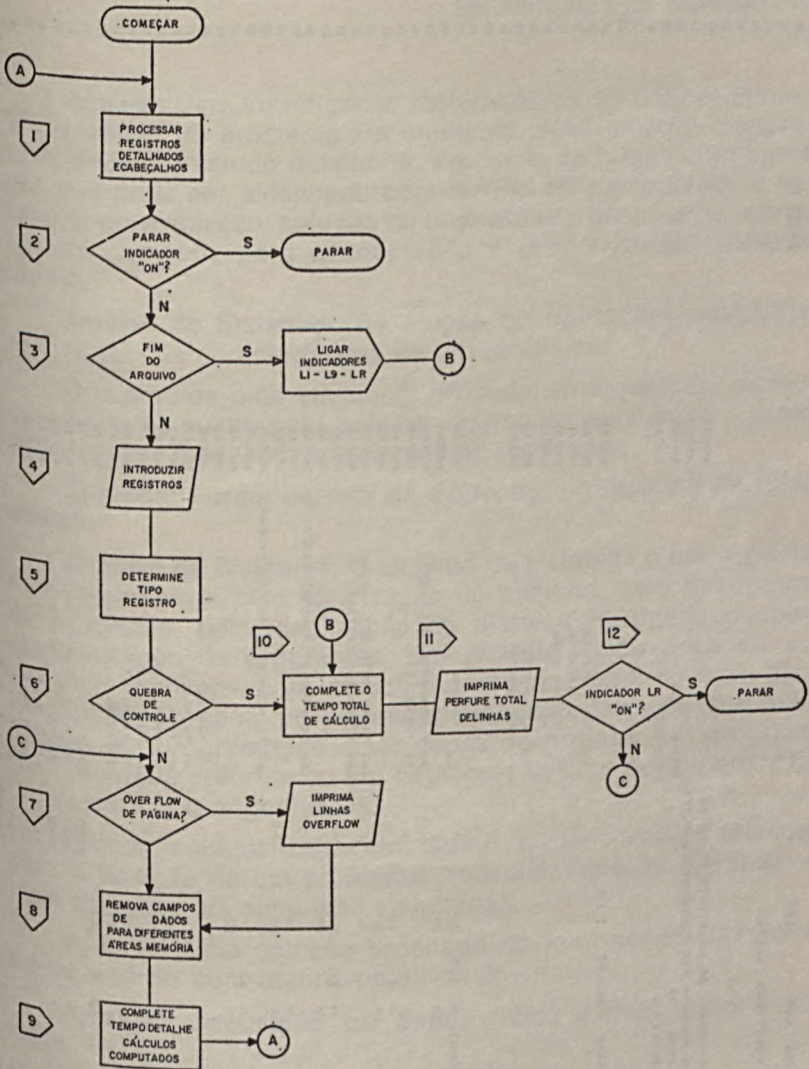 COMEÇAR
A
1
PROCESSAR
REGISTROS
DETALHADOS
ECABEÇALHOS
2
PARAR
INDICADOR
"ON"?
S
PARAR
N
3
FIM
DO
ARQUIVO
S
LIGAR
INDICADORES
L1 - L9 - LR
B
N
4
INTRODUZIR
REGISTROS
5
DETERMINE
TIPO
REGISTRO
6
QUEBRA
DE
CONTROLE
S
10
B
COMPLETE O
TEMPO TOTAL
DE CÁLCULO
11
IMPRIMA
PERFURE TOTAL
DELINHAS
12
INDICADOR LR
"ON"?
S
PARAR
N
C
C
N
7
OVER FLOW
DE PÁGINA?
S
IMPRIMA
LINHAS
OVERFLOW
8
REMOVA CAMPOS
DE DADOS
PARA DIFERENTES
ÁREAS MEMÓRIA
9
COMPLETE
TEMPO DETALHE
CÁLCULOS
COMPUTADOS
A